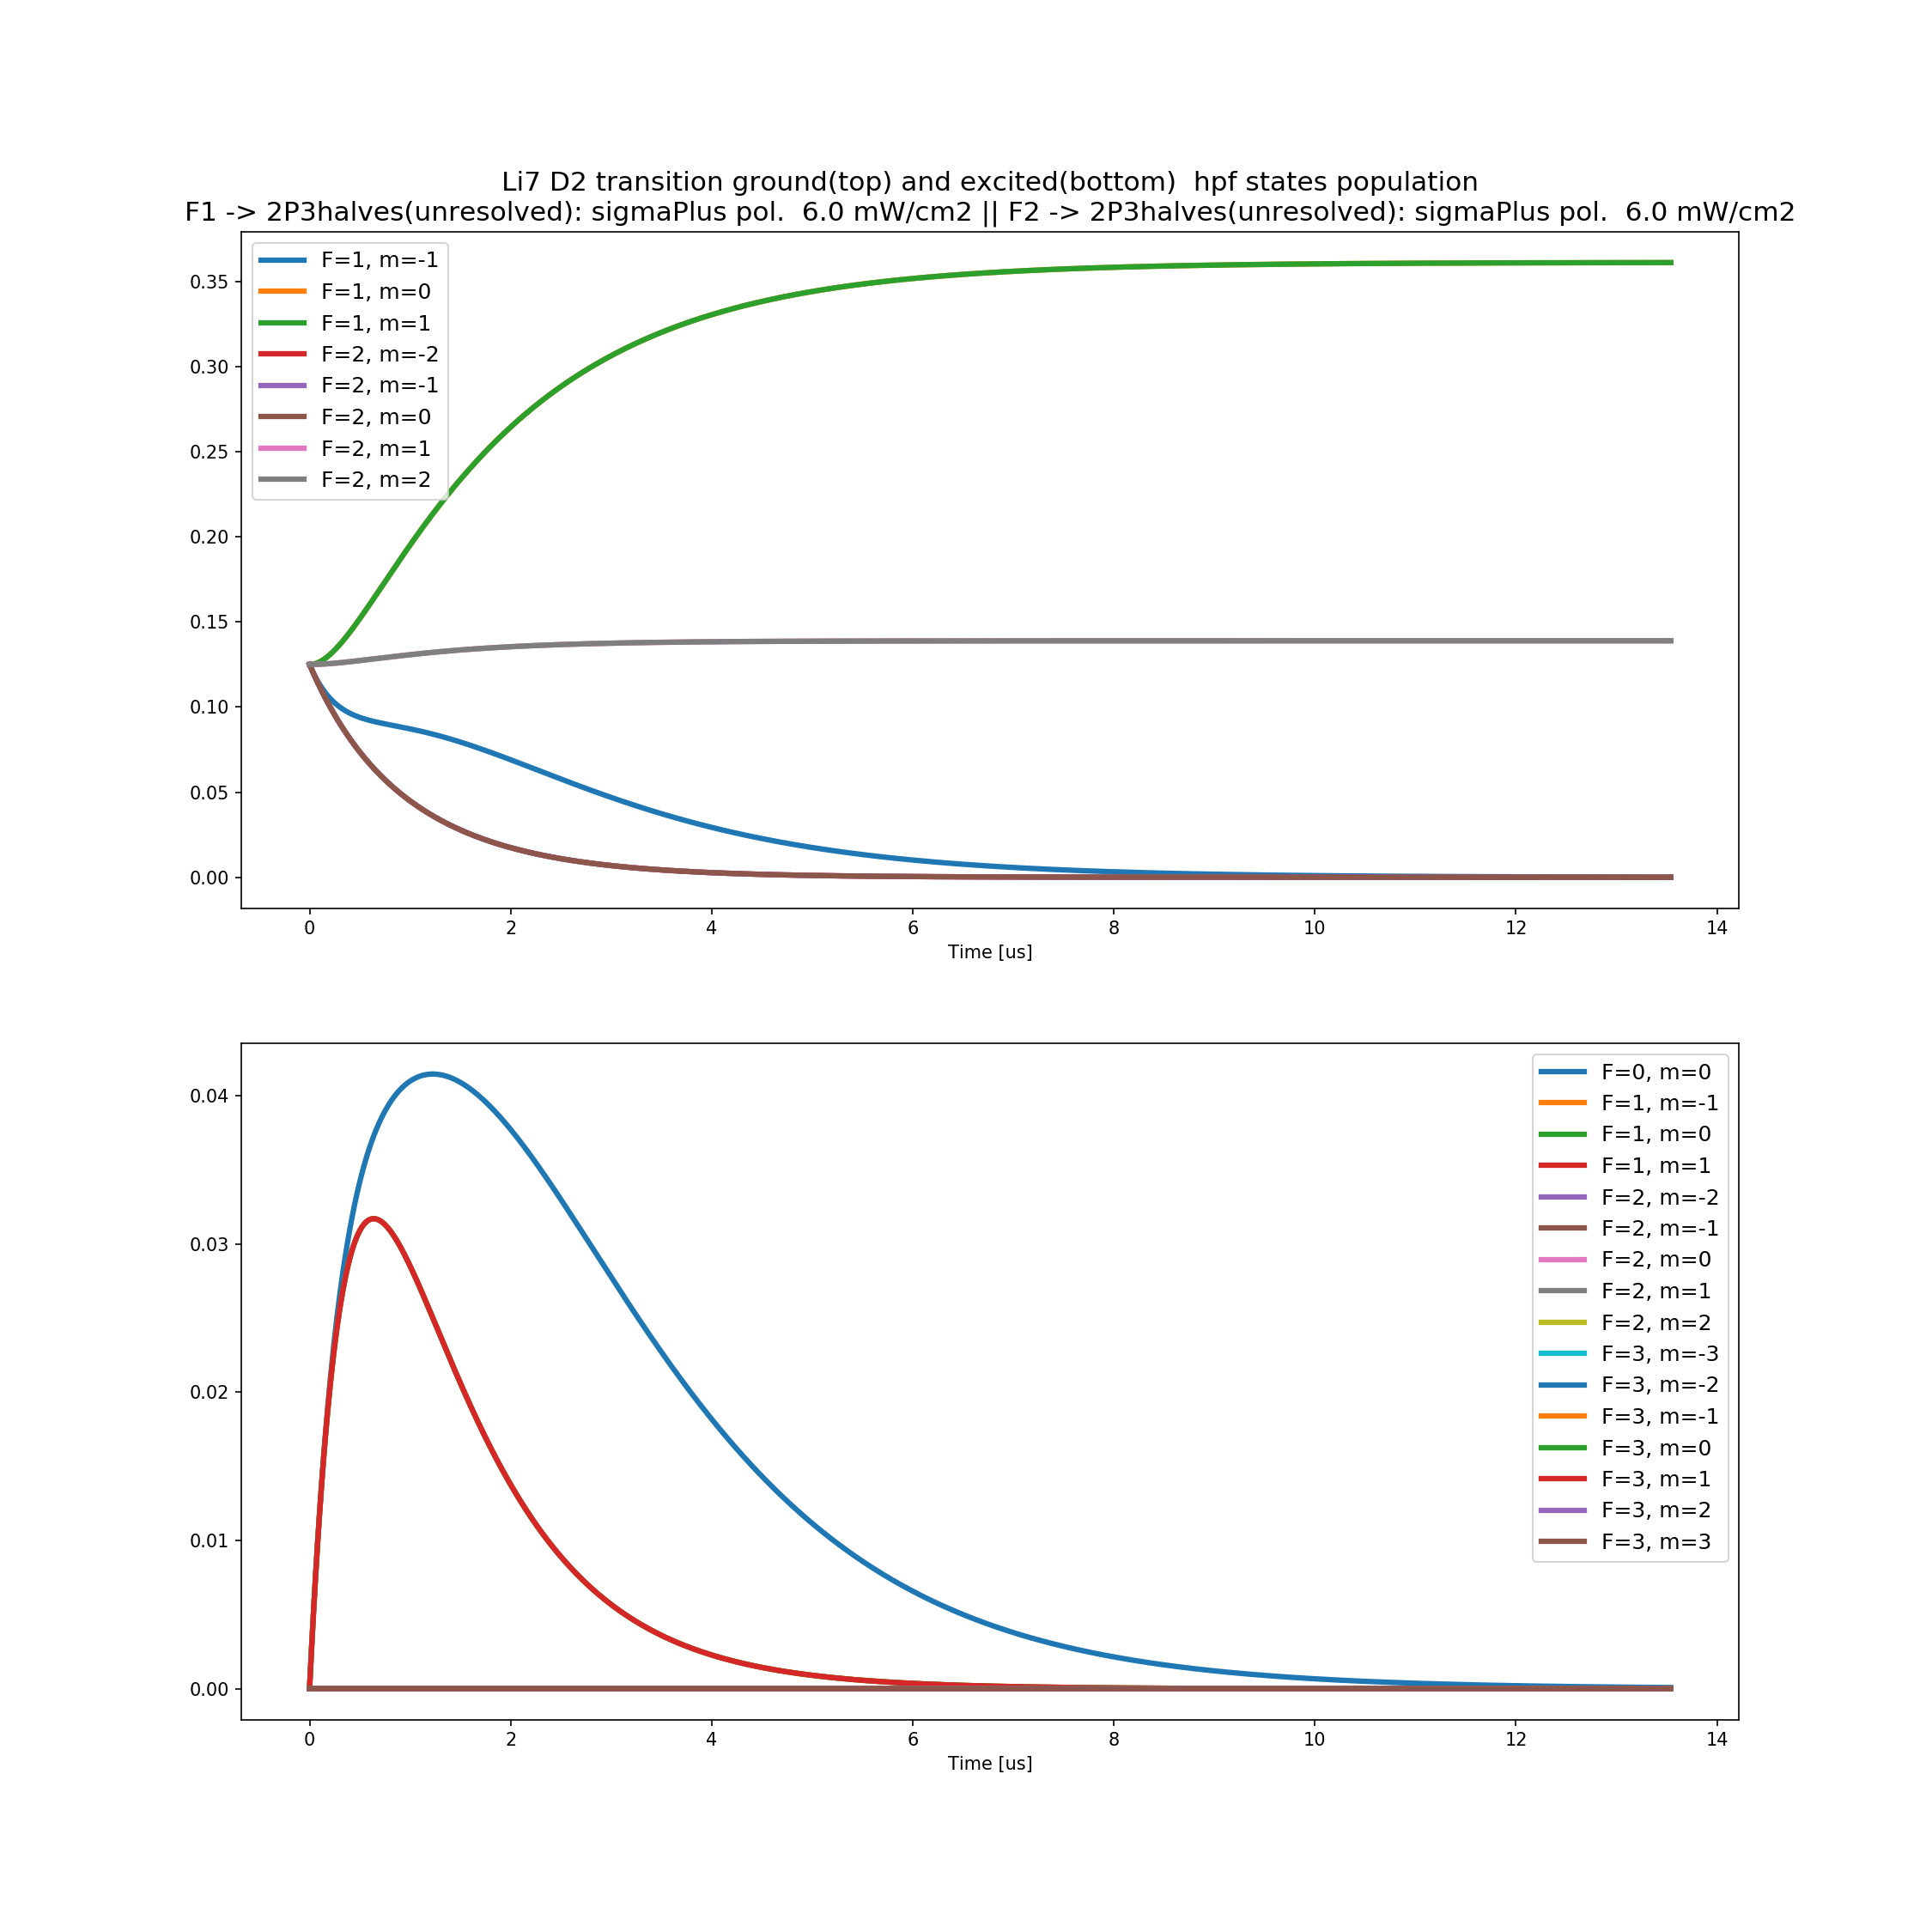 Li7 D2 transition ground(top) and excited(bottom)  hpf states population
F1 -> 2P3halves(unresolved): sigmaPlus pol.  6.0 mW/cm2 || F2 -> 2P3halves(unresolved): sigmaPlus pol.  6.0 mW/cm2
F=1, m=-1
F=1, m=0
F=1, m=1
F=2, m=-2
F=2, m=-1
F=2, m=0
F=2, m=1
F=2, m=2
0.35
0.30
0.25
0.20
0.15
0.10
0.05
0.00
0 2 4 6 8 10 12 14
Time [us]
F=0, m=0
F=1, m=-1
F=1, m=0
F=1, m=1
F=2, m=-2
F=2, m=-1
F=2, m=0
F=2, m=1
F=2, m=2
F=3, m=-3
F=3, m=-2
F=3, m=-1
F=3, m=0
F=3, m=1
F=3, m=2
F=3, m=3
0.04
0.03
0.02
0.01
0.00
0 2 4 6 8 10 12 14
Time [us]